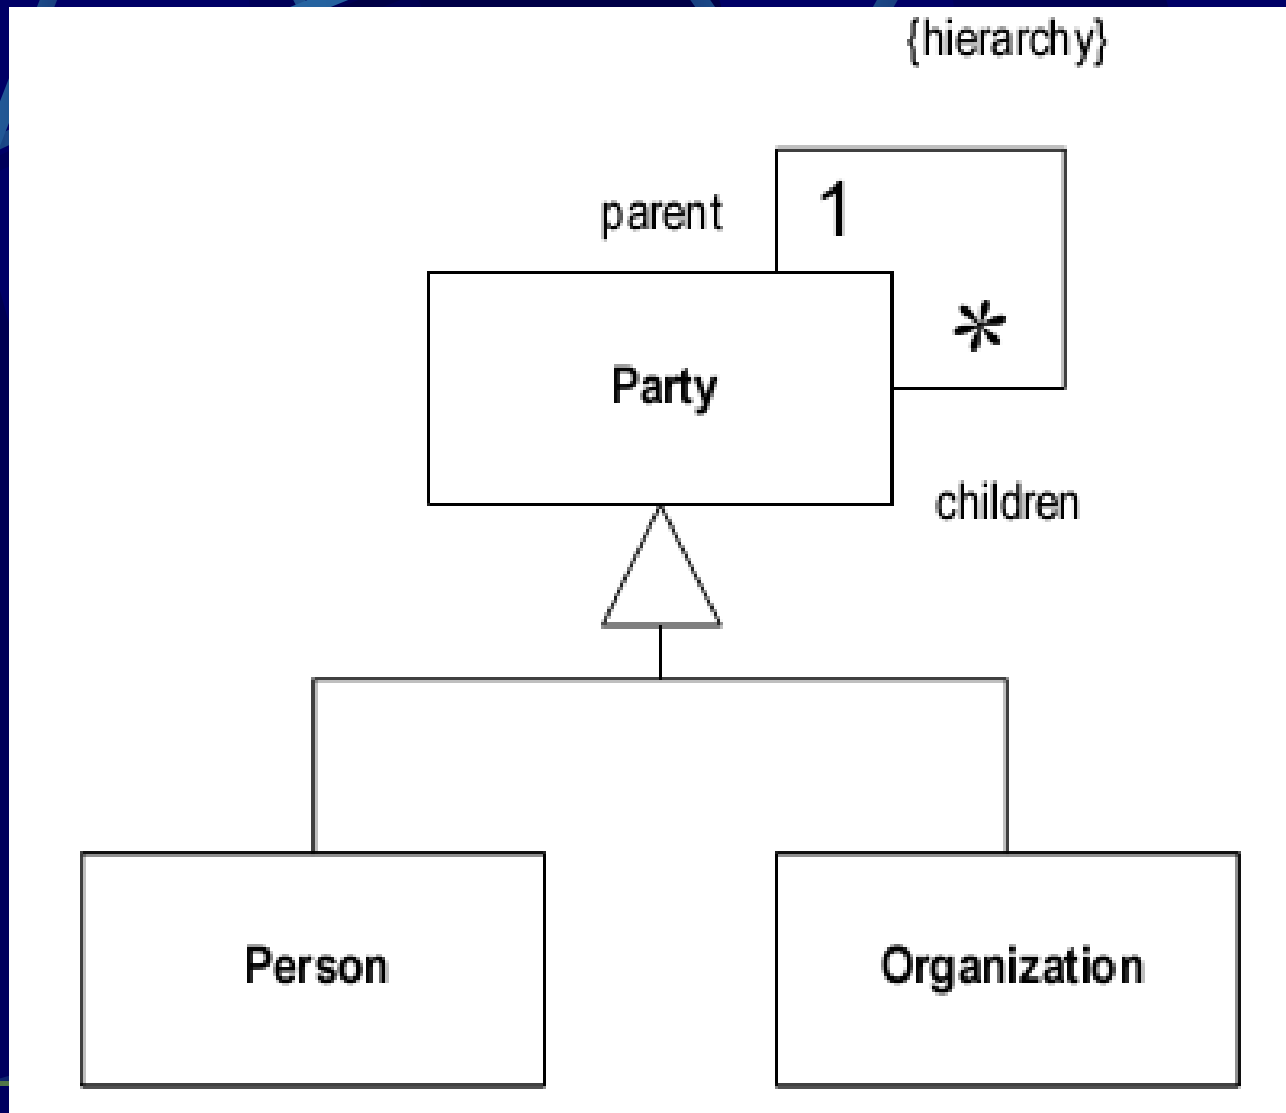 {hierarchy}
parent
1
*
Party
children
Person
Organization